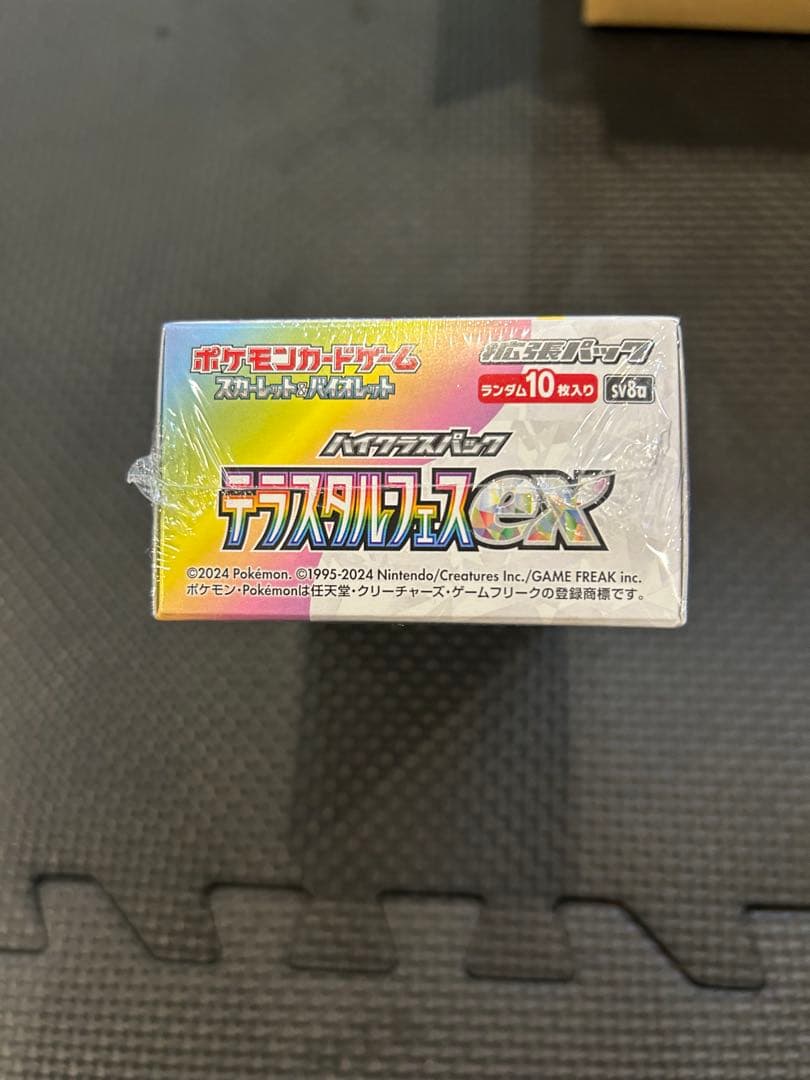 ポケモンカードゲーム
スカーレット&バイオレット
拡張パック
ランダム10枚入り
SV8a
ハイクラスパック
テラスタルフェスex
©2024 Pokémon. ©1995-2024 Nintendo/Creatures Inc./GAME FREAK inc.
ポケモン・Pokémonは任天堂・クリーチャーズ・ゲームフリークの登録商標です。